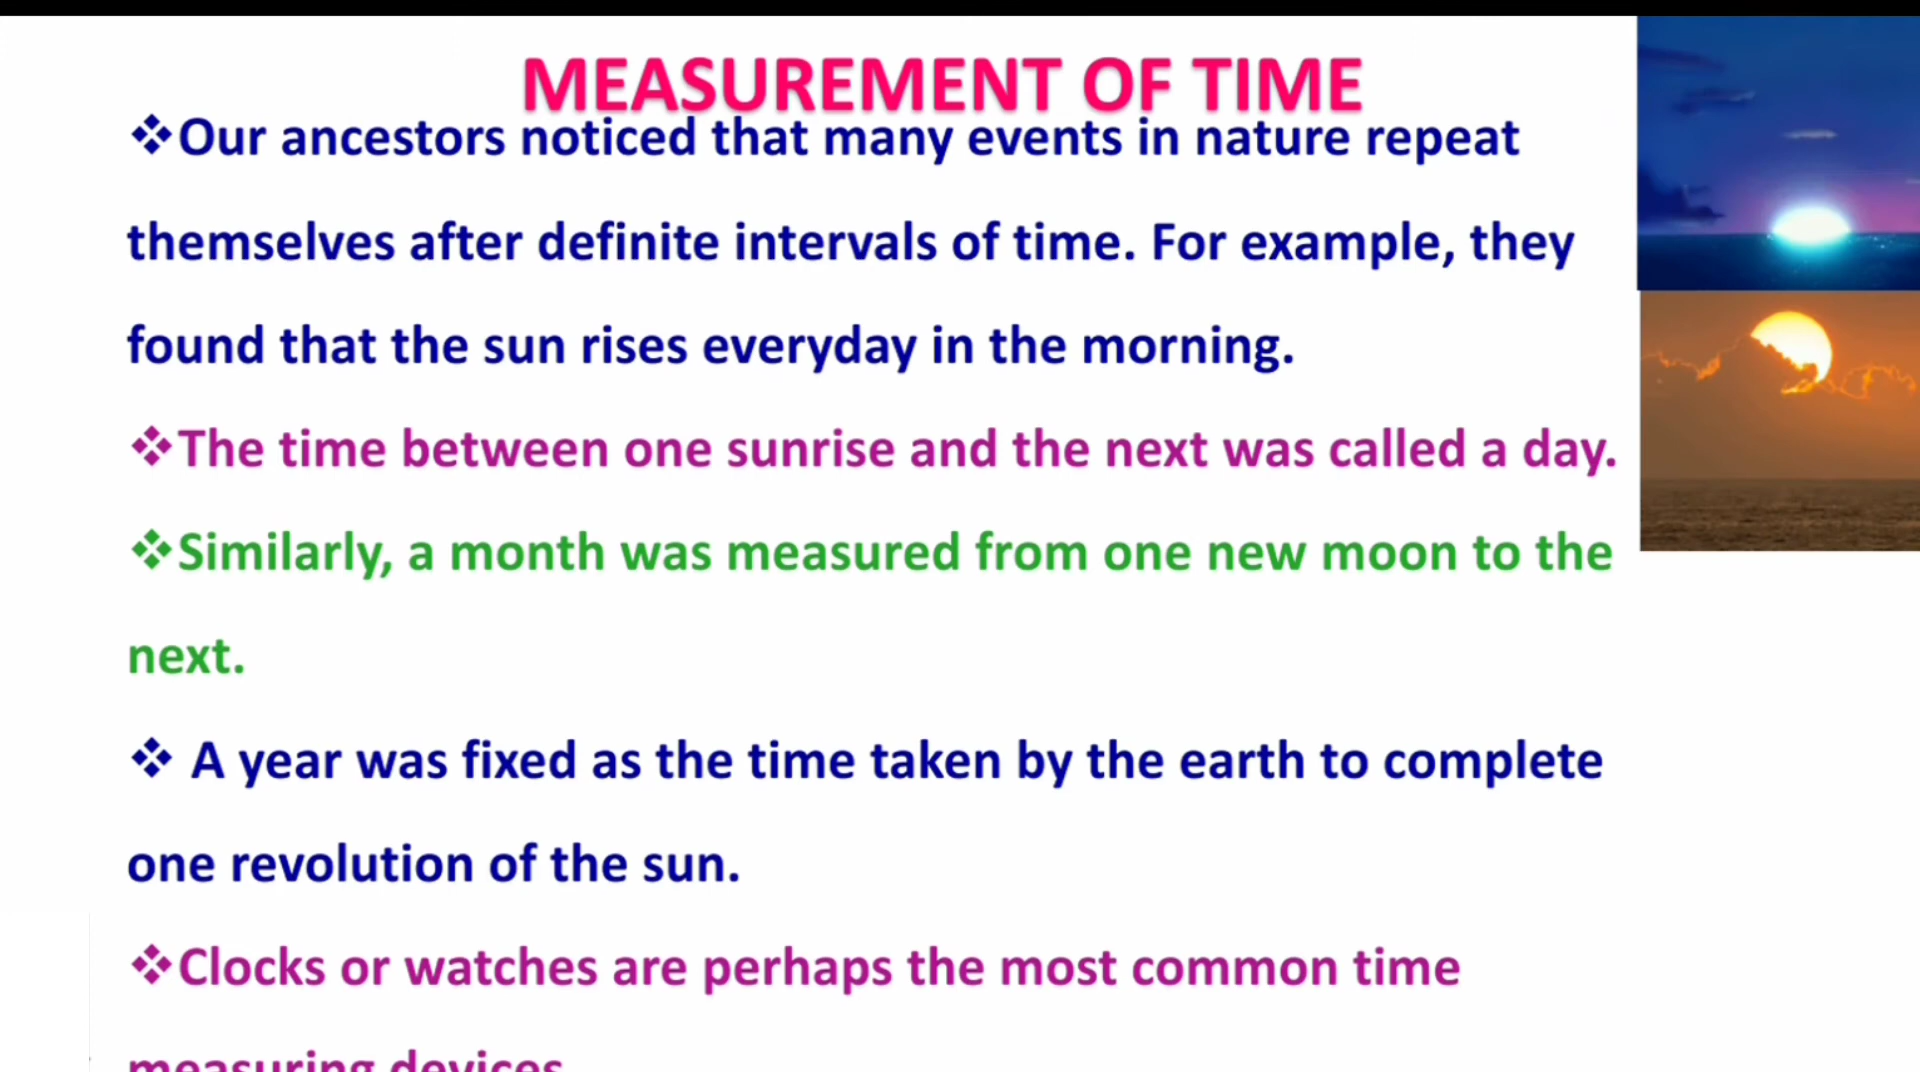 MEASUREMENT OF TIME
❖Our ancestors noticed that many events in nature repeat
themselves after definite intervals of time. For example, they
found that the sun rises everyday in the morning.
❖The time between one sunrise and the next was called a day.
❖Similarly, a month was measured from one new moon to the
next.
❖ A year was fixed as the time taken by the earth to complete
one revolution of the sun.
❖Clocks or watches are perhaps the most common time
measuring devices